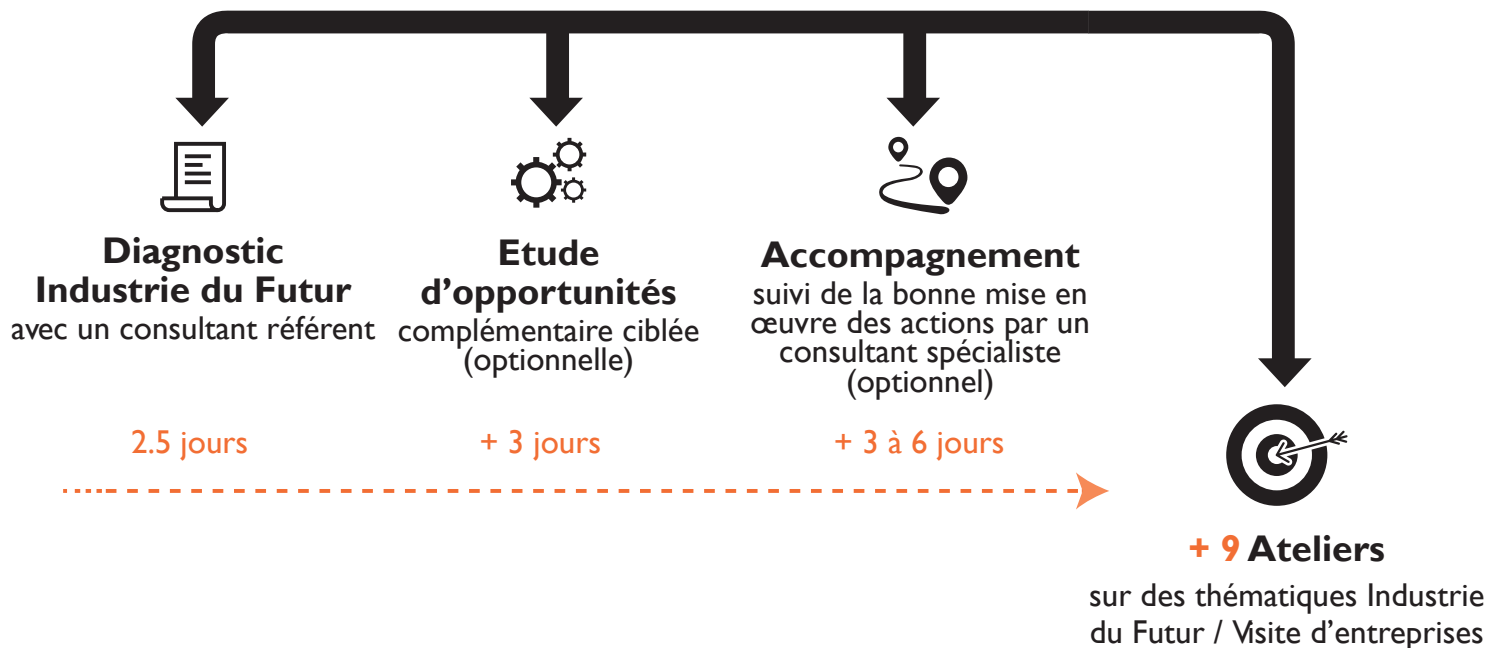 Diagnostic
Industrie du Futur
avec un consultant référent
2.5 jours
Etude
d'opportunités
complémentaire ciblée
(optionnelle)
+ 3 jours
Accompagnement
suivi de la bonne mise en
œuvre des actions par un
consultant spécialiste
(optionnel)
+ 3 à 6 jours
+ 9 Ateliers
sur des thématiques Industrie
du Futur / Visite d'entreprises